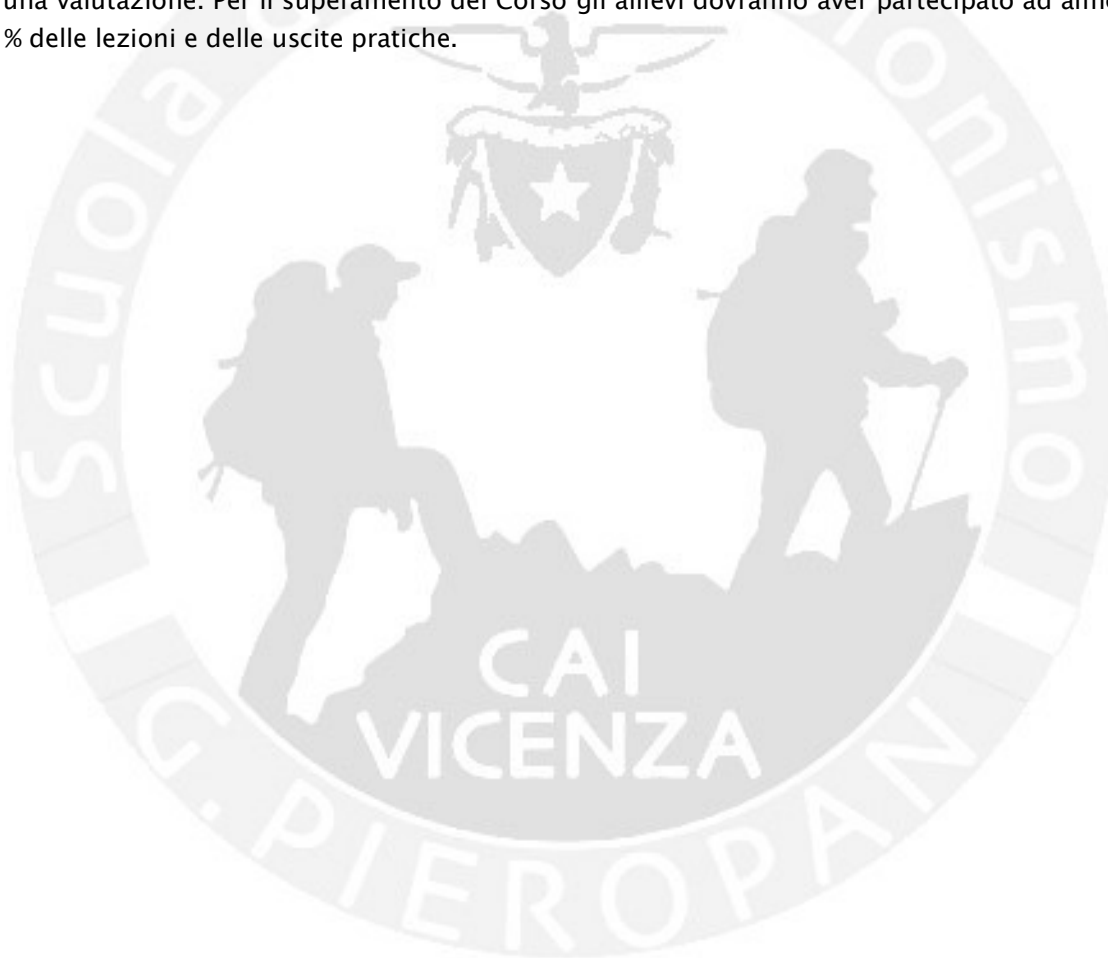 una valutazione. Per il superamento del Corso gli allievi dovranno aver partecipato ad
% delle lezioni e delle uscite pratiche.
Scuola
onismo
CAI
VICENZA
G. PIEROPAN